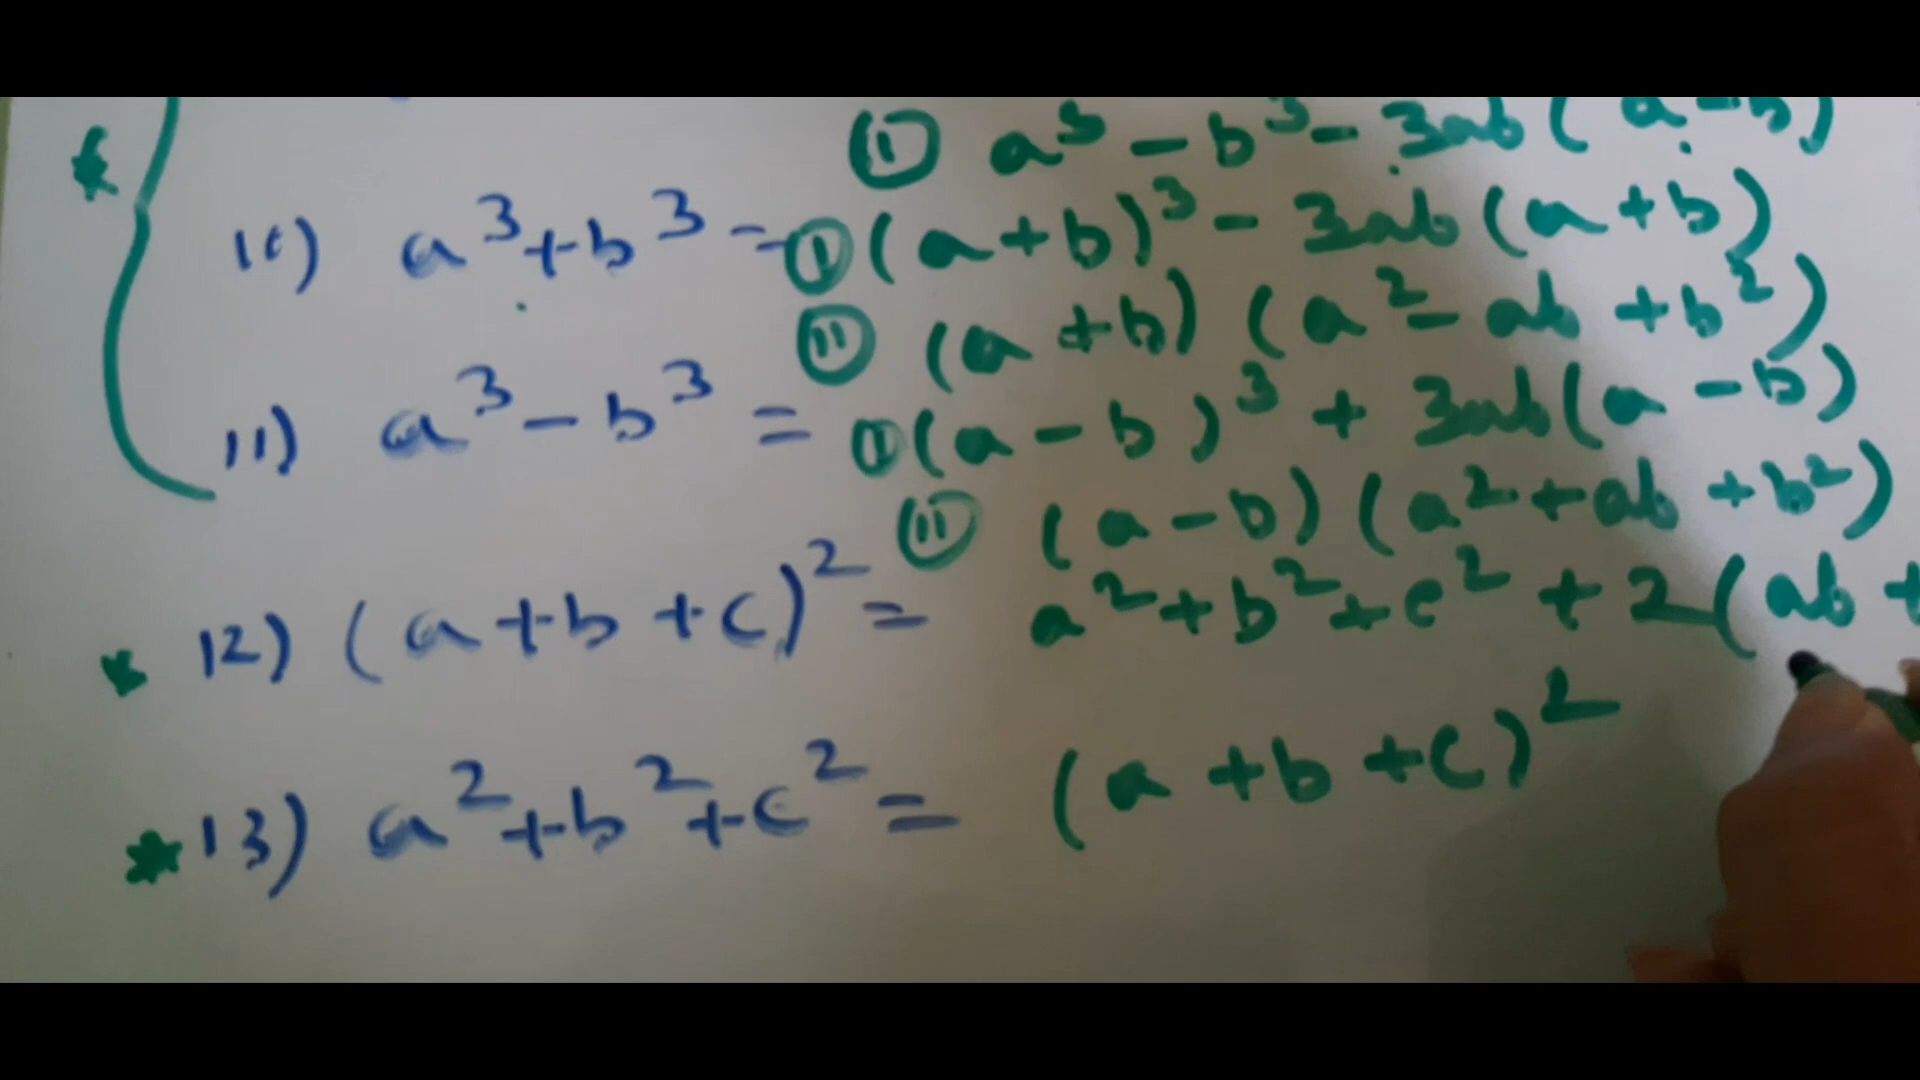 (ii) a³ - b³ - 3ab(a-b)
10) a³+b³ = (i) (a+b)³ - 3ab(a+b)
(ii) (a+b) (a² - ab + b²)
11) a³ - b³ = (i) (a - b)³ + 3ab(a - b)
(ii) (a - b) (a² + ab + b²)
12) (a+b+c)² = a² + b² + c² + 2(ab +
13) a²+b²+c² = (a+b+c)²